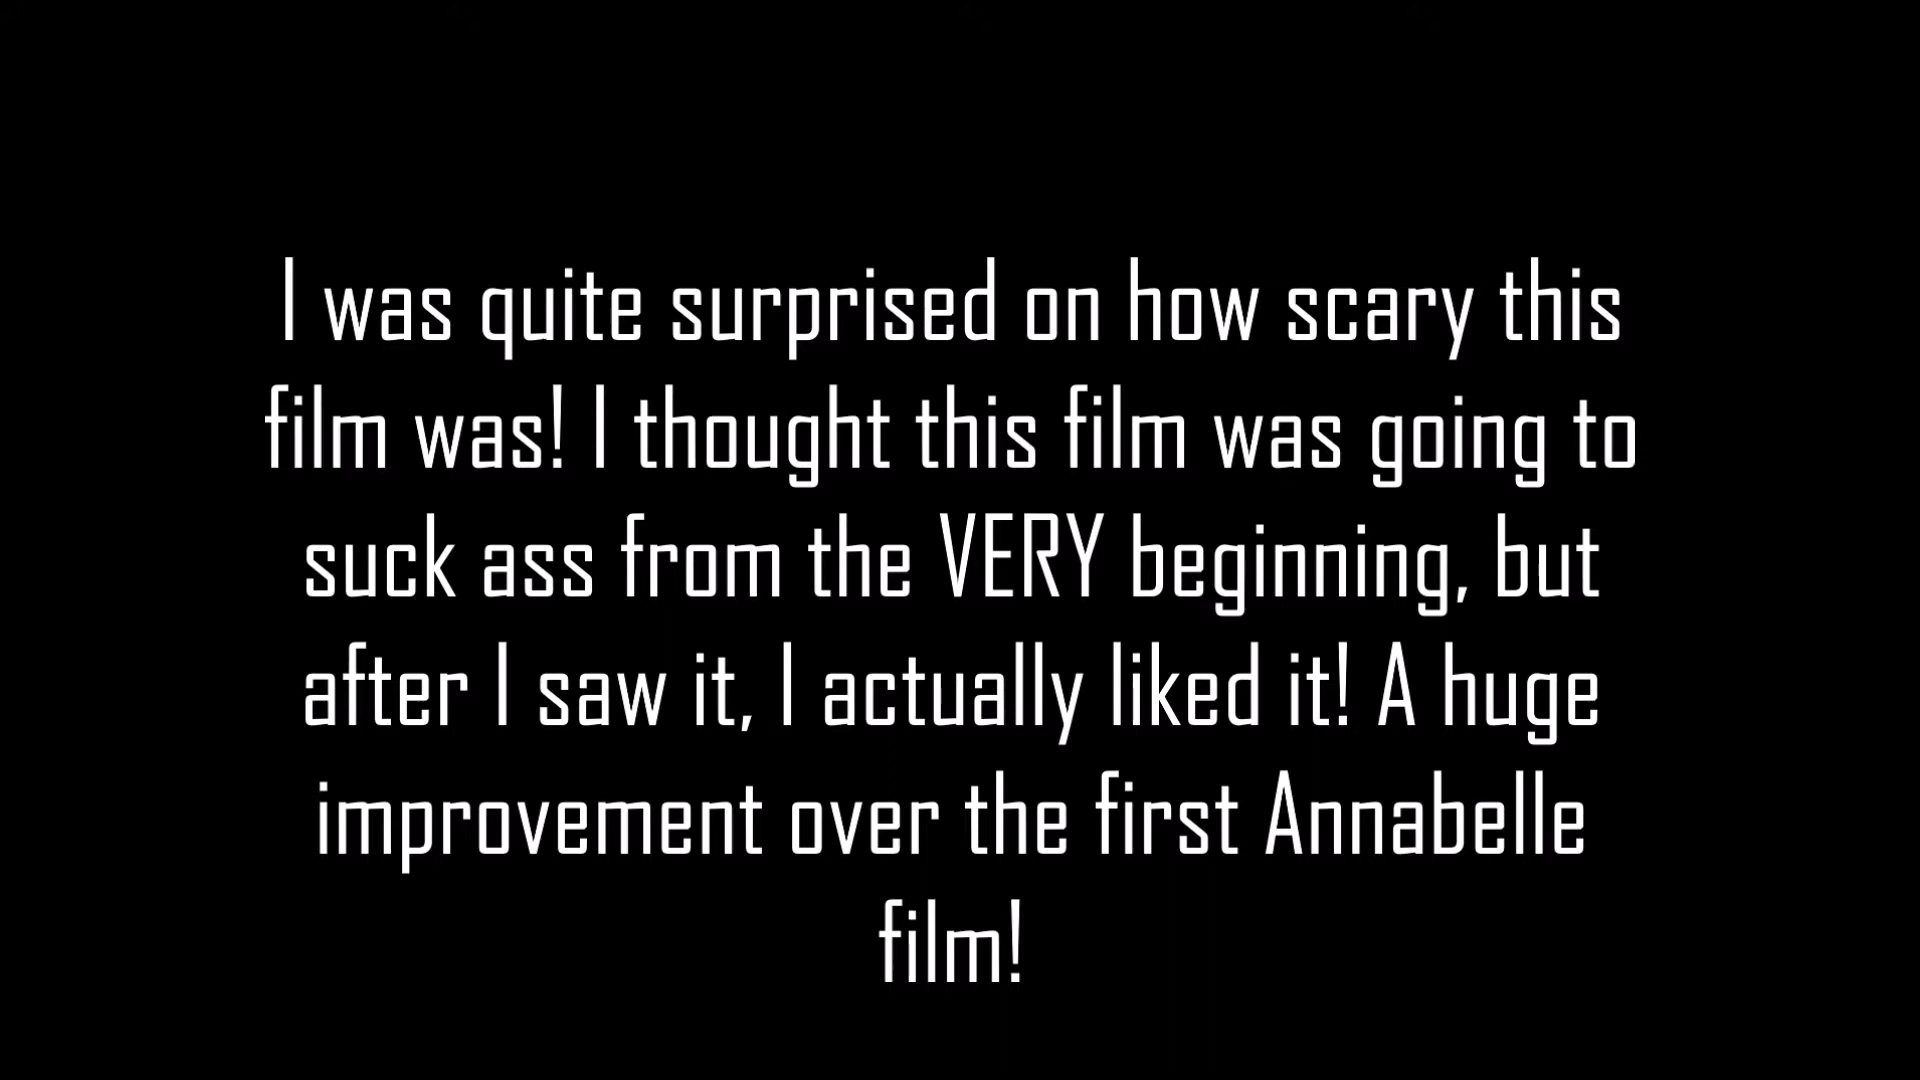 I was quite surprised on how scary this
film was! I thought this film was going to
suck ass from the VERY beginning, but
after I saw it, I actually liked it! A huge
improvement over the first Annabelle
film!